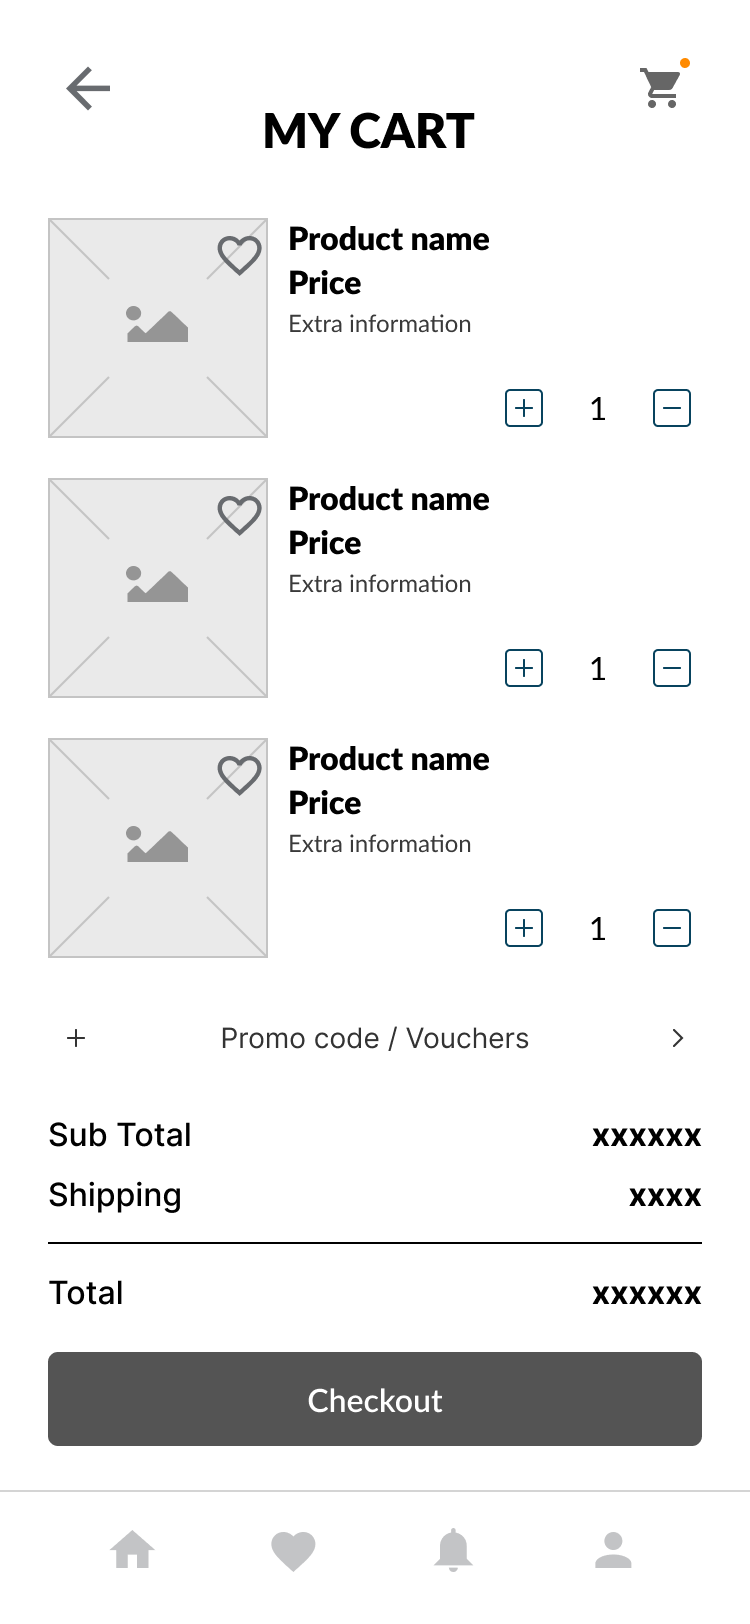 MY CART
Product name
Price
Extra information
1
Product name
Price
Extra information
1
Product name
Price
Extra information
1
Promo code / Vouchers
Sub Total xxxxxx
Shipping xxxx
Total xxxxxx
Checkout